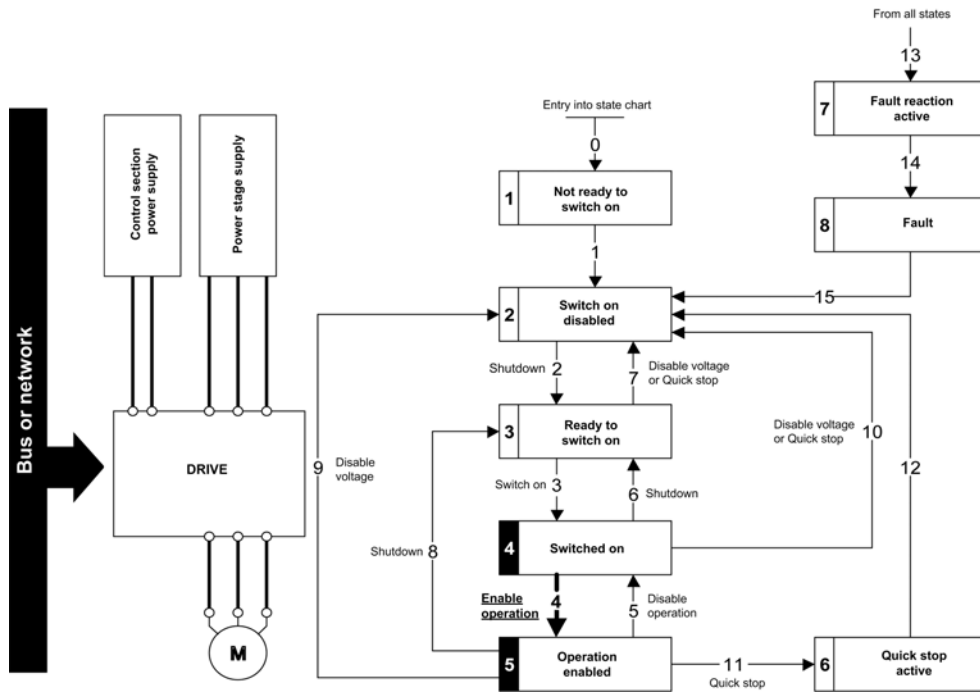 Bus or network
Control section
power supply
Power stage supply
DRIVE
M
Entry into state chart
0
1
Not ready to
switch on
1
2
Switch on
disabled
Shutdown
2
7
Disable voltage
or Quick stop
3
Ready to
switch on
Switch on
3
6
Shutdown
4
Switched on
Enable
operation
4
5
Disable
operation
5
Operation
enabled
9
Disable
voltage
Shutdown
8
11
Quick stop
6
Quick stop
active
Disable voltage
or Quick stop
10
12
From all states
13
7
Fault reaction
active
14
8
Fault
15